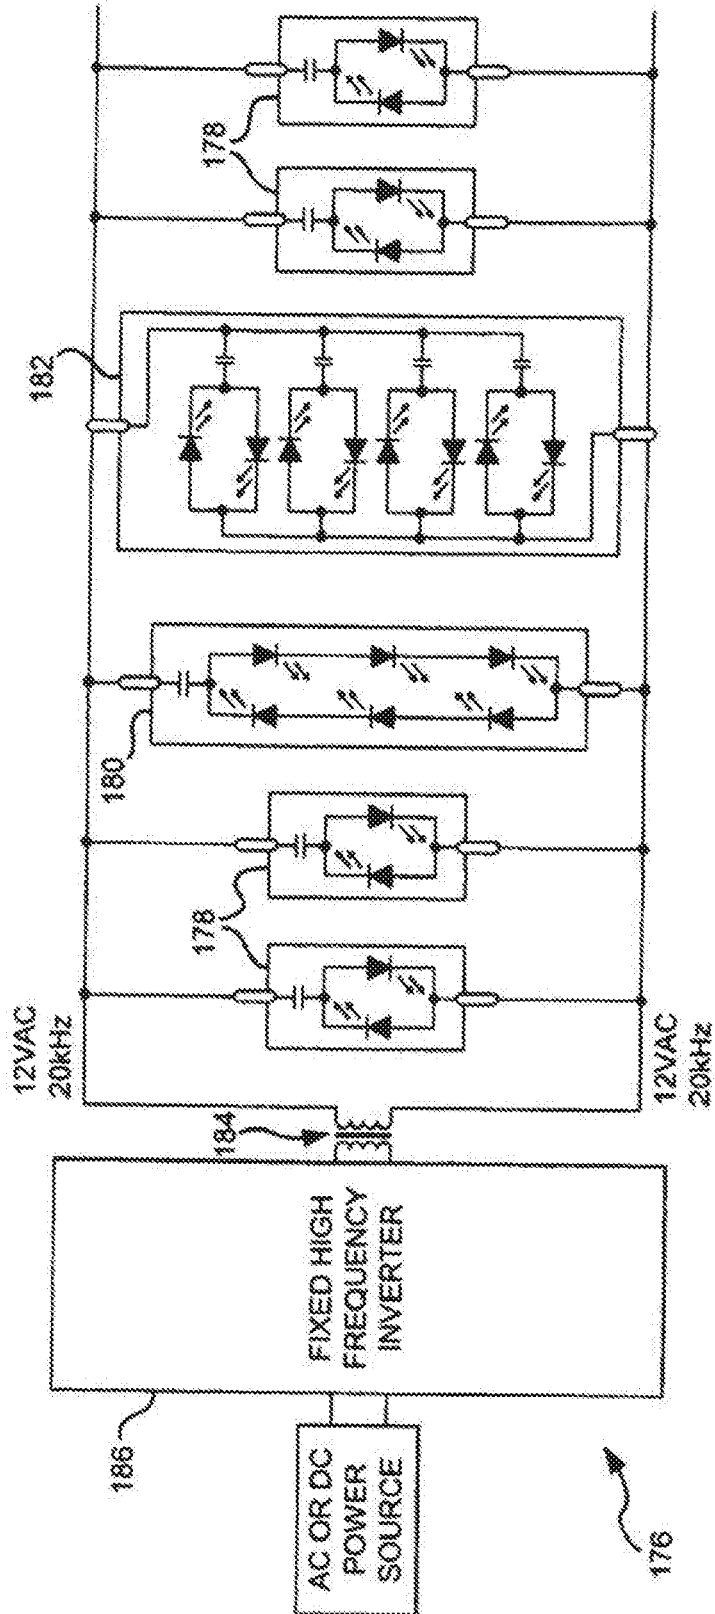 176
AC OR DC
POWER
SOURCE
186
FIXED HIGH
FREQUENCY
INVERTER
184
12VAC
20kHz
12VAC
20kHz
178
180
182
178